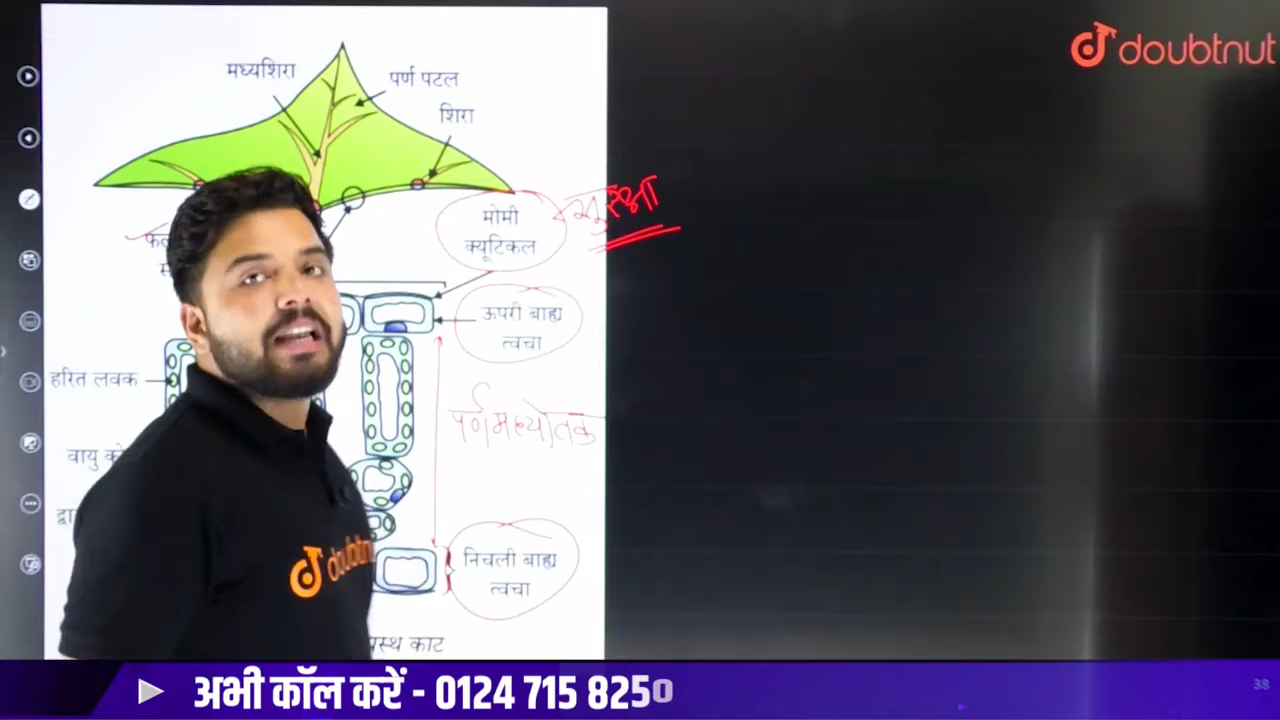 doubtnut
मध्यशिरा
पर्ण पटल
शिरा
मोमी
क्यूटिकल
सुरक्षा
ऊपरी बाह्य
त्वचा
हरित लवक
पर्णमध्योतक
वायु
निचली बाह्य
त्वचा
काट
doubtnut
अभी कॉल करें - 0124 715 8250
38